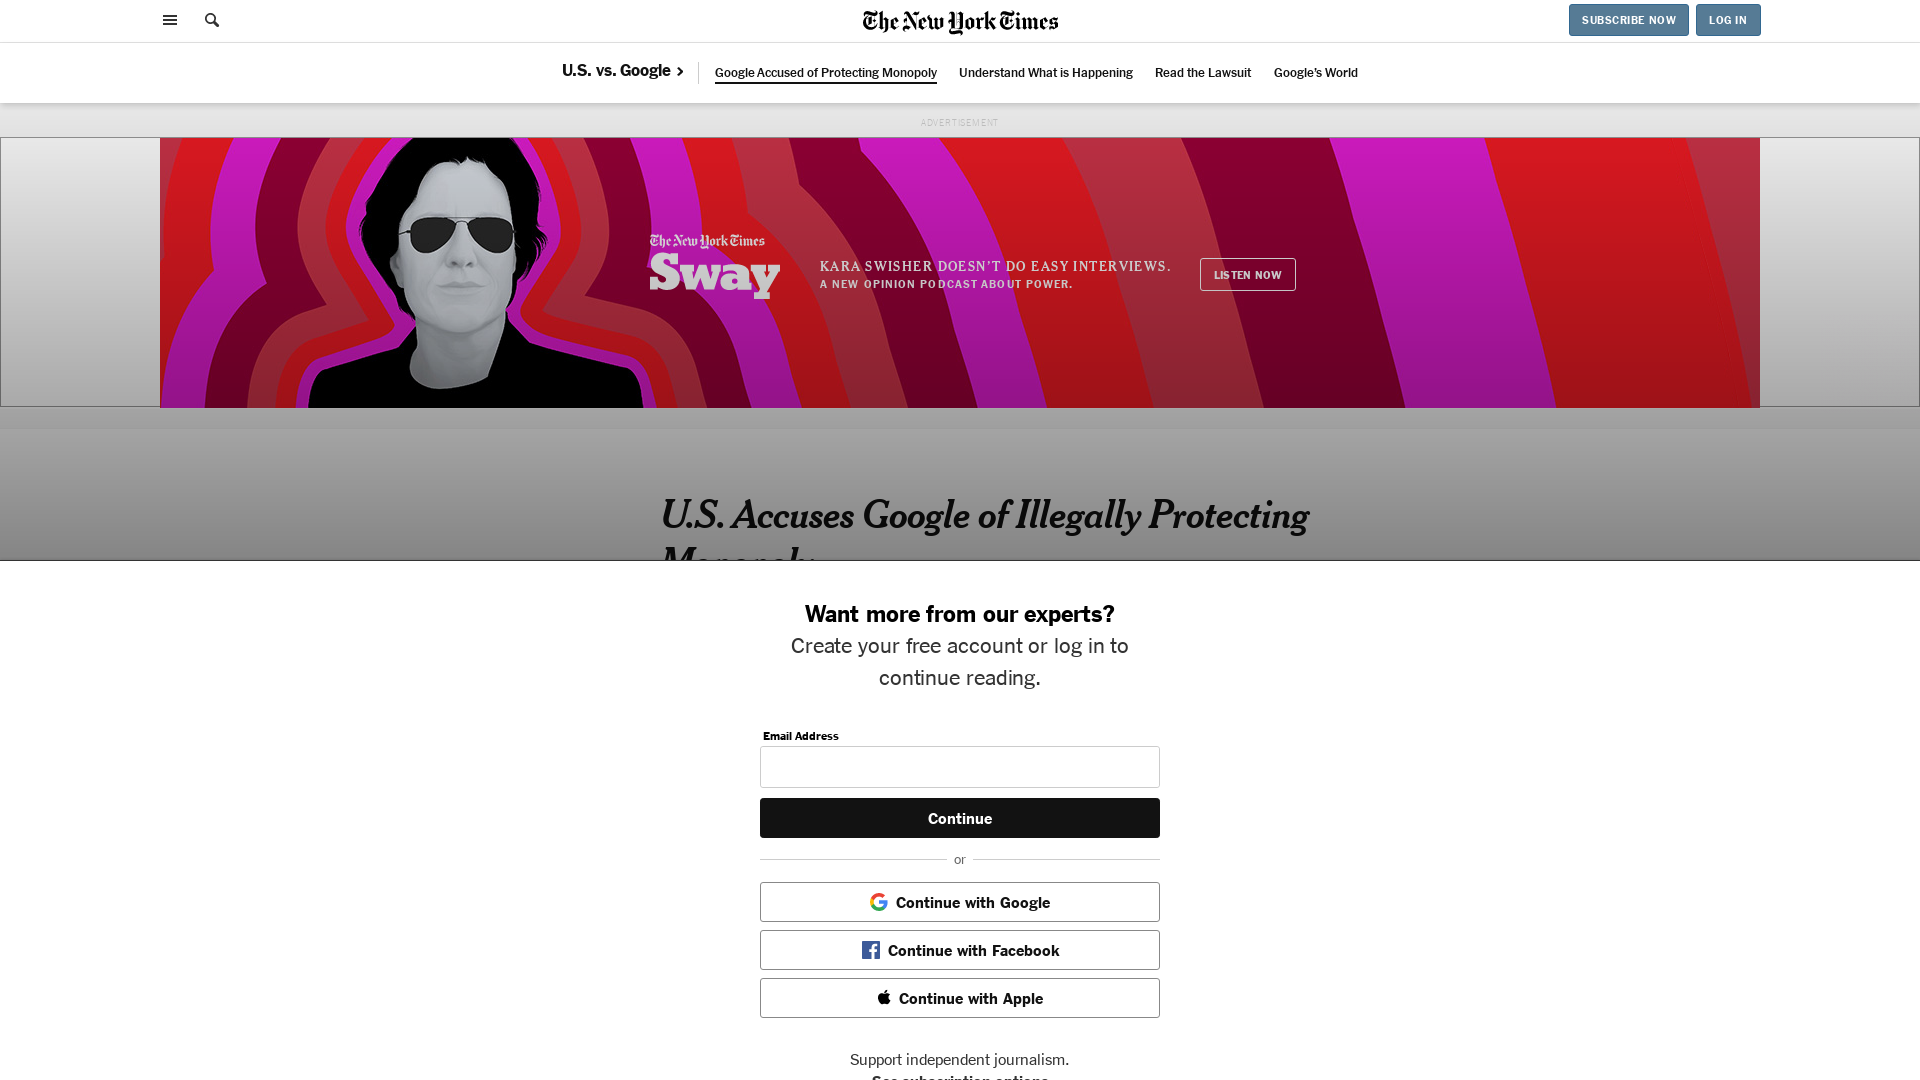 The New York Times
SUBSCRIBE NOW
LOG IN
U.S. vs. Google
Google Accused of Protecting Monopoly
Understand What is Happening
Read the Lawsuit
Google's World
ADVERTISEMENT
The New York Times
Sway
KARA SWISHER DOESN'T DO EASY INTERVIEWS.
A NEW OPINION PODCAST ABOUT POWER.
LISTEN NOW
U.S. Accuses Google of Illegally Protecting
Monopoly
Want more from our experts?
Create your free account or log in to
continue reading.
Email Address
Continue
or
Continue with Google
Continue with Facebook
Continue with Apple
Support independent journalism.
See subscription options